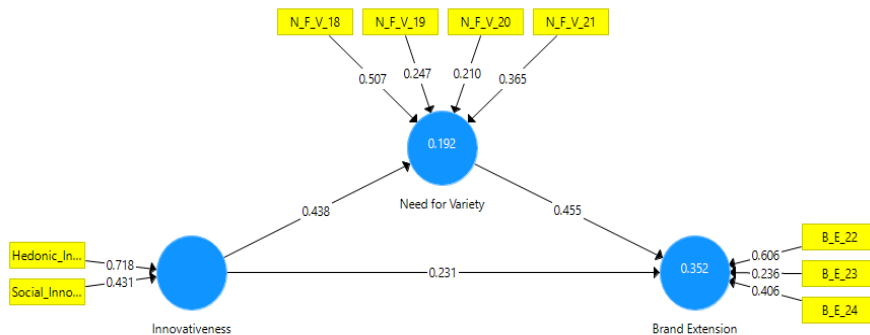 N_F_V_18
N_F_V_19
N_F_V_20
N_F_V_21
0.507
0.247
0.210
0.365
0.192
Need for Variety
0.438
0.455
Hedonic_In...
0.718
Social_Inno...
0.431
Innovativeness
0.231
0.352
Brand Extension
0.606
B_E_22
0.236
B_E_23
0.406
B_E_24